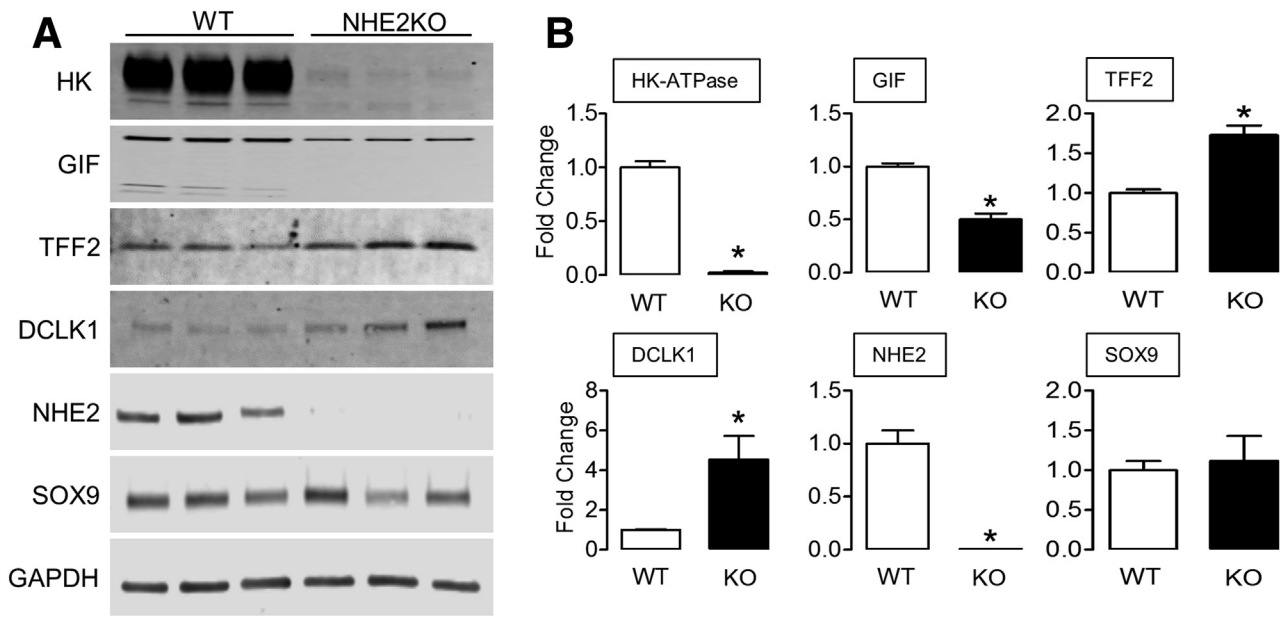 A
WT NHE2KO
HK
GIF
TFF2
DCLK1
NHE2
SOX9
GAPDH
B
HK-ATPase
Fold Change
1.5
1.0
0.5
0.0
*
WT KO
GIF
1.5
1.0
0.5
0.0
*
WT KO
TFF2
2.0
1.5
1.0
0.5
0.0
*
WT KO
DCLK1
Fold Change
8
6
4
2
0
*
WT KO
NHE2
1.5
1.0
0.5
0.0
*
WT KO
SOX9
2.0
1.5
1.0
0.5
0.0
WT KO